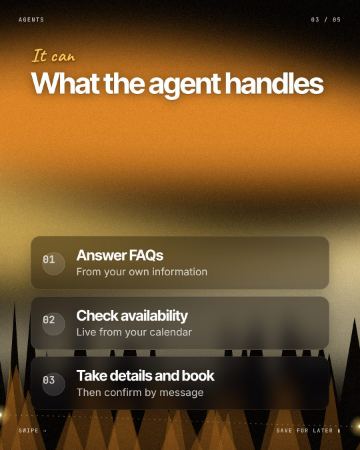 AGENTS
03 / 05
It can
What the agent handles
01
Answer FAQs
From your own information
02
Check availability
Live from your calendar
03
Take details and book
Then confirm by message
SWIPE →
SAVE FOR LATER